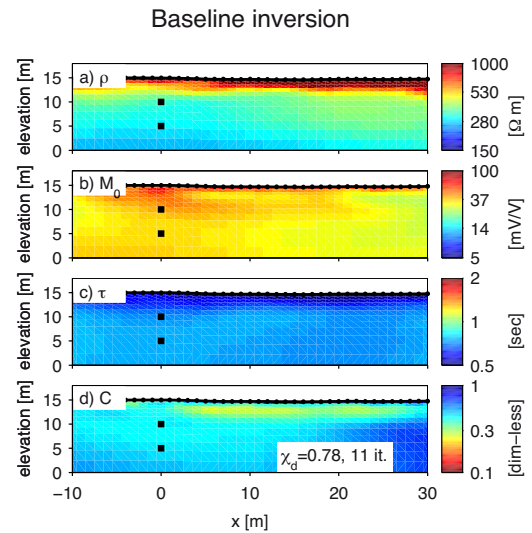 Baseline inversion
elevation [m]
15
10
5
0
a) ρ
1000
530
280
150
[Ω m]
elevation [m]
15
10
5
0
b) M_0
100
37
14
5
[mV/V]
elevation [m]
15
10
5
0
c) τ
2
1
0.5
[sec]
elevation [m]
15
10
5
0
d) C
χ_d=0.78, 11 it.
1
0.3
0.1
[dim−less]
−10 0 10 20 30
x [m]